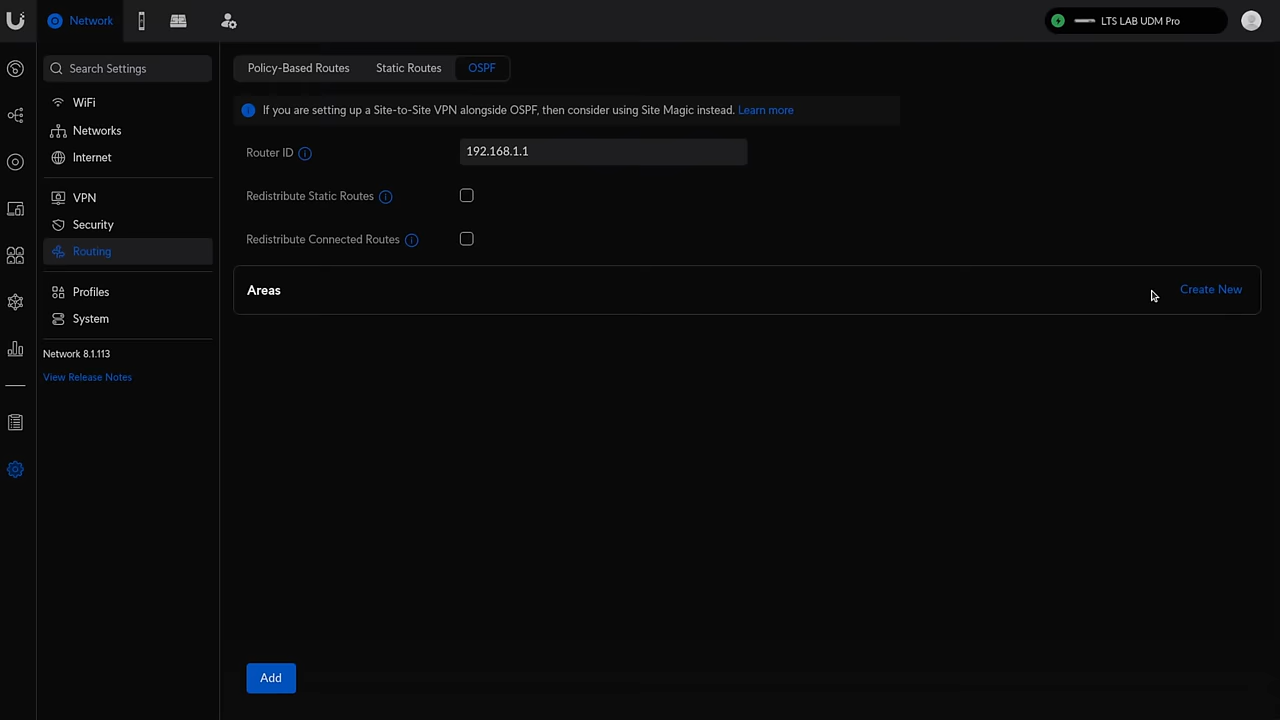 Network
LTS LAB UDM Pro
Search Settings
WiFi
Networks
Internet
VPN
Security
Routing
Profiles
System
Network 8.1.113
View Release Notes
Policy-Based Routes
Static Routes
OSPF
If you are setting up a Site-to-Site VPN alongside OSPF, then consider using Site Magic instead. Learn more
Router ID
192.168.1.1
Redistribute Static Routes
Redistribute Connected Routes
Areas
Create New
Add